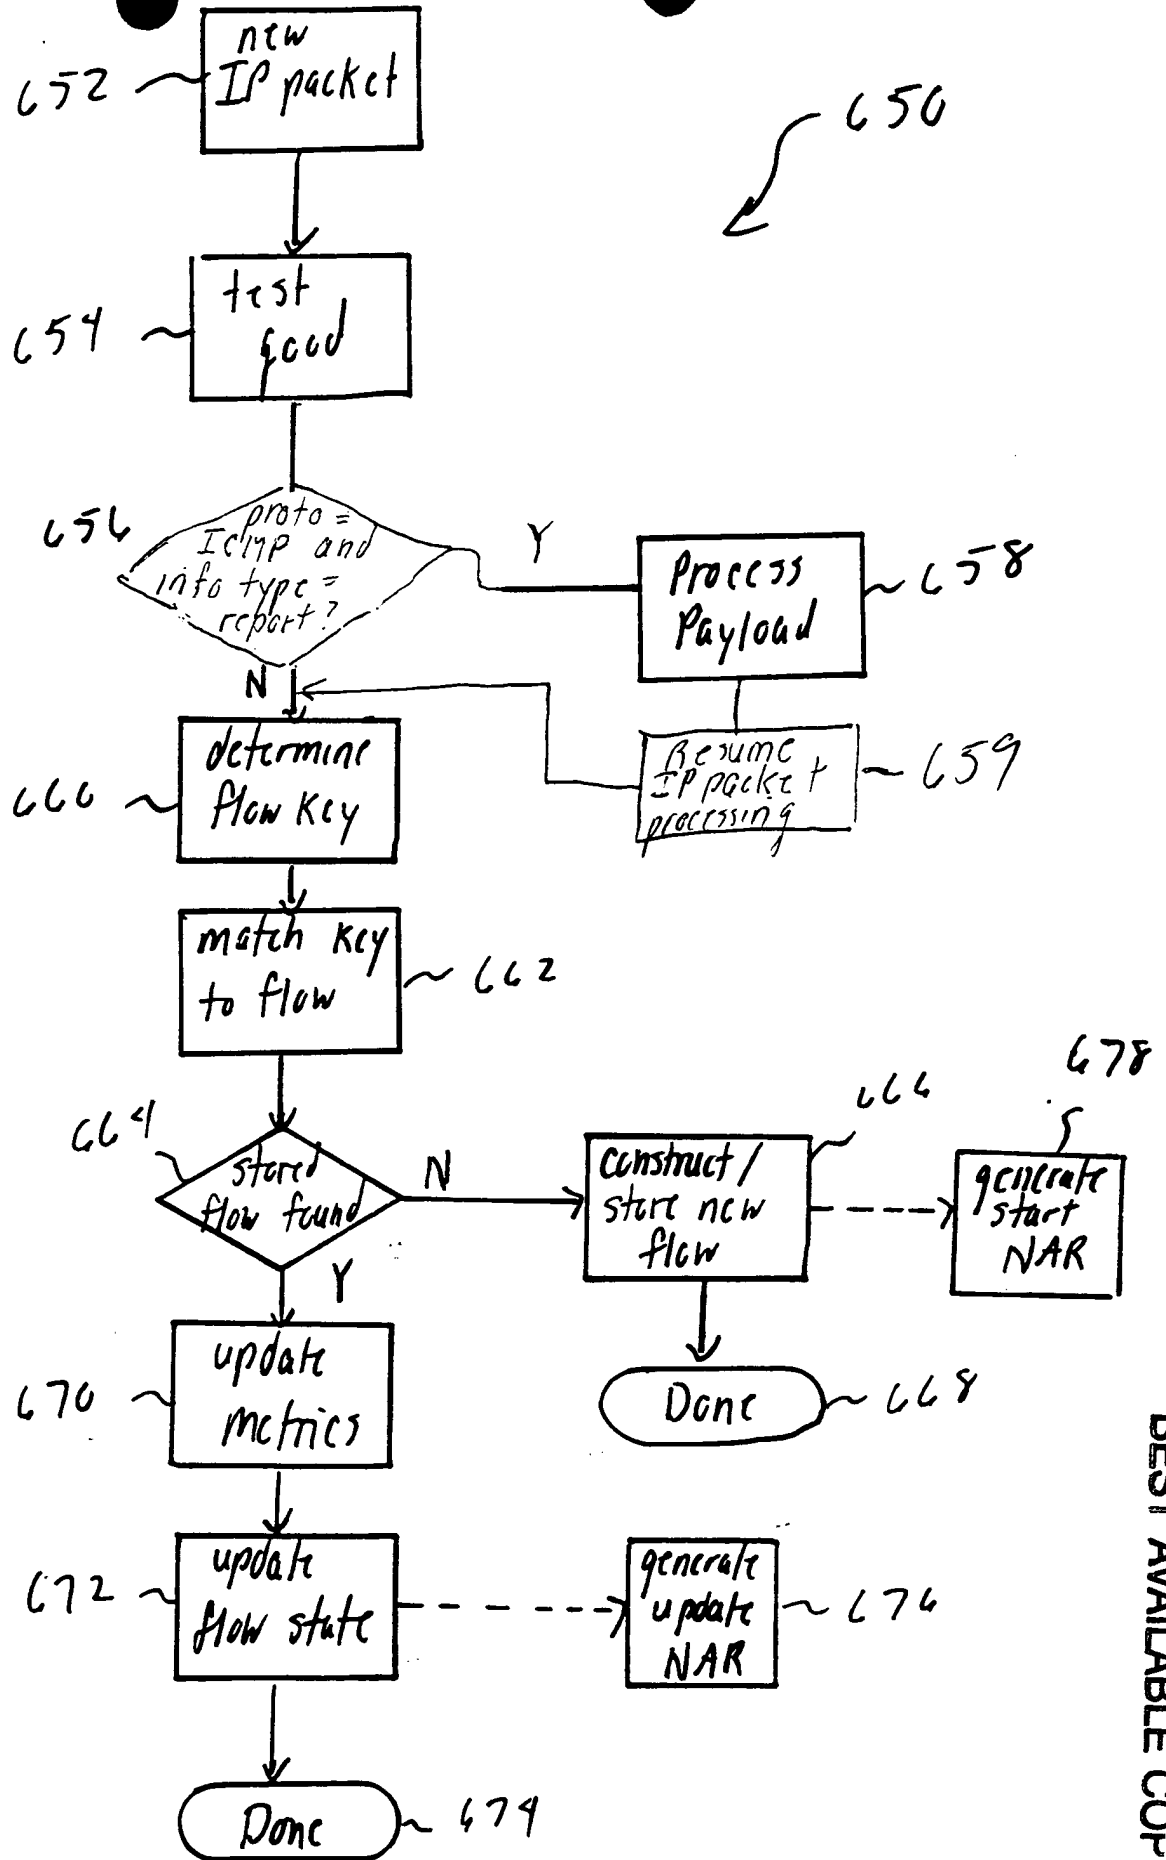 new
IP packet
652
650
test
good
654
656
proto =
ICMP and
info type =
report?
Y
Process
Payload
658
N
Resume
IP packet
processing
659
determine
flow Key
660
match Key
to flow
662
664
stored
flow found
N
Y
construct/
store new
flow
666
678
generate
start
NAR
Done
668
update
metrics
670
update
flow state
672
generate
update
NAR
676
Done
674
BEST AVAILABLE COP